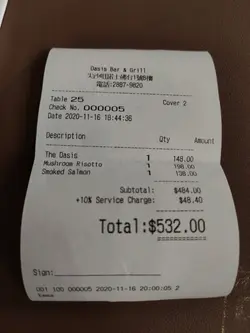 Oasis Bar & Grill
電話:2887-9820
Table 25
Check No. 000005 Cover 2
Date 2020-11-16 18:44:36
Description Qty Amount
The Oasis 1 148.00
Mushroom Risotto 1 198.00
Smoked Salmon 1 138.00
Subtotal: $484.00
+10% Service Charge: $48.40
Total:$532.00
Sign:
001 100 000005 2020-11-16 20:00:05 2